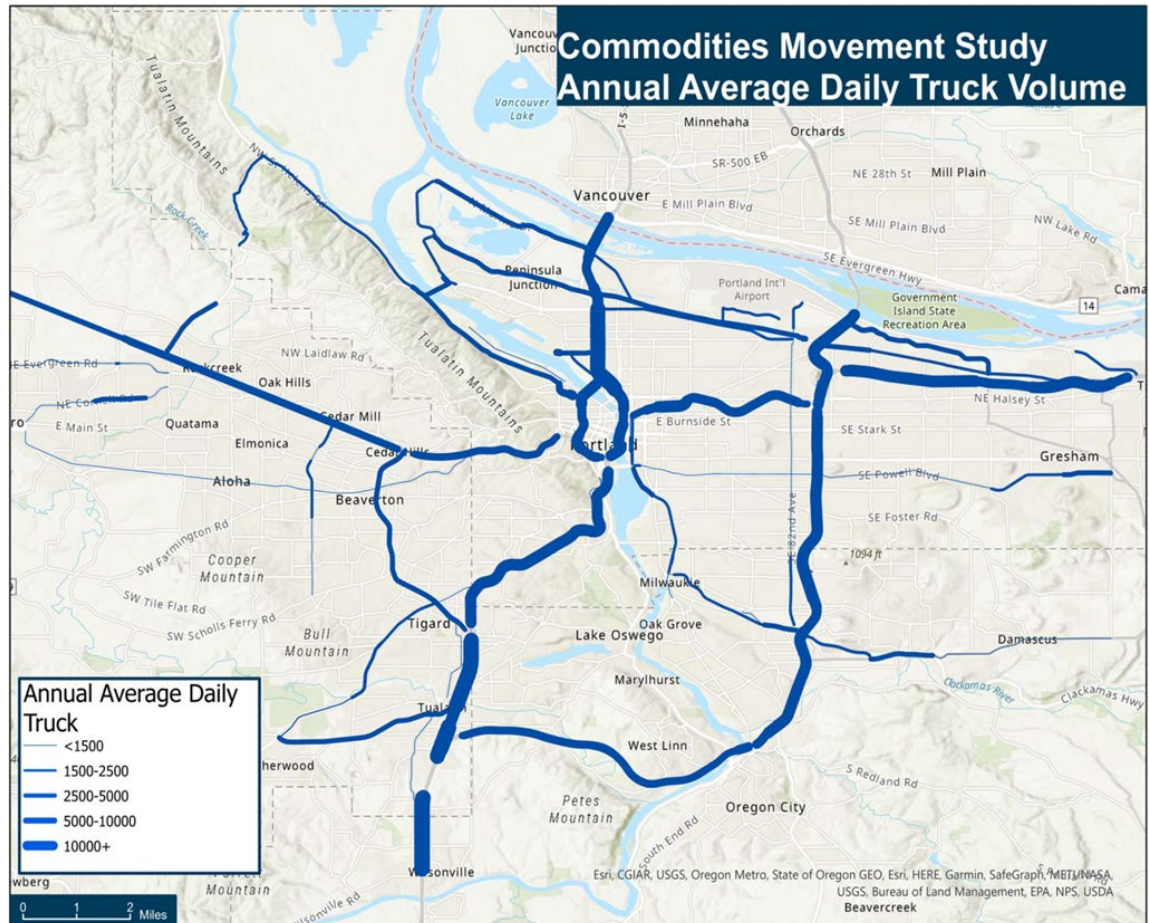 Commodities Movement Study
Annual Average Daily Truck Volume
Vancouver
Vancouver
Lake
Tualatin Mountains
Minnehaha
Orchards
SR-500 EB
NE 28th St
Mill Plain
Vancouver
E Mill Plain Blvd
SE Mill Plain Blvd
NW Lake Rd
NW St Helens Rd
Rock Creek
SE Evergreen Hwy
Peninsula
Junction
Portland Int'l
Airport
Government
Island State
Recreation Area
14
Tualatin Mountains
NW Laidlaw Rd
Oak Hills
NE Halsey St
Quatama
Cedar Mill
E Main St
Elmonica
E Burnside St
SE Stark St
Gresham
Aloha
Beaverton
SE Powell Blvd
SE 82nd Ave
SE Foster Rd
SW Farmington Rd
Cooper
Mountain
1094 ft
Milwaukie
SW Tile Flat Rd
SW Scholls Ferry Rd
Bull
Mountain
Tigard
Oak Grove
Lake Oswego
Damascus
Marylhurst
Clackamas River
Clackamas Hwy
West Linn
S Redland Rd
Petes
Mountain
Oregon City
South End Rd
Annual Average Daily
Truck
<1500
1500-2500
2500-5000
5000-10000
10000+
Mountain
0 1 2 Miles
Esri, CGIAR, USGS, Oregon Metro, State of Oregon GEO, Esri, HERE, Garmin, SafeGraph, METI/NASA,
USGS, Bureau of Land Management, EPA, NPS, USDA
Beavercreek